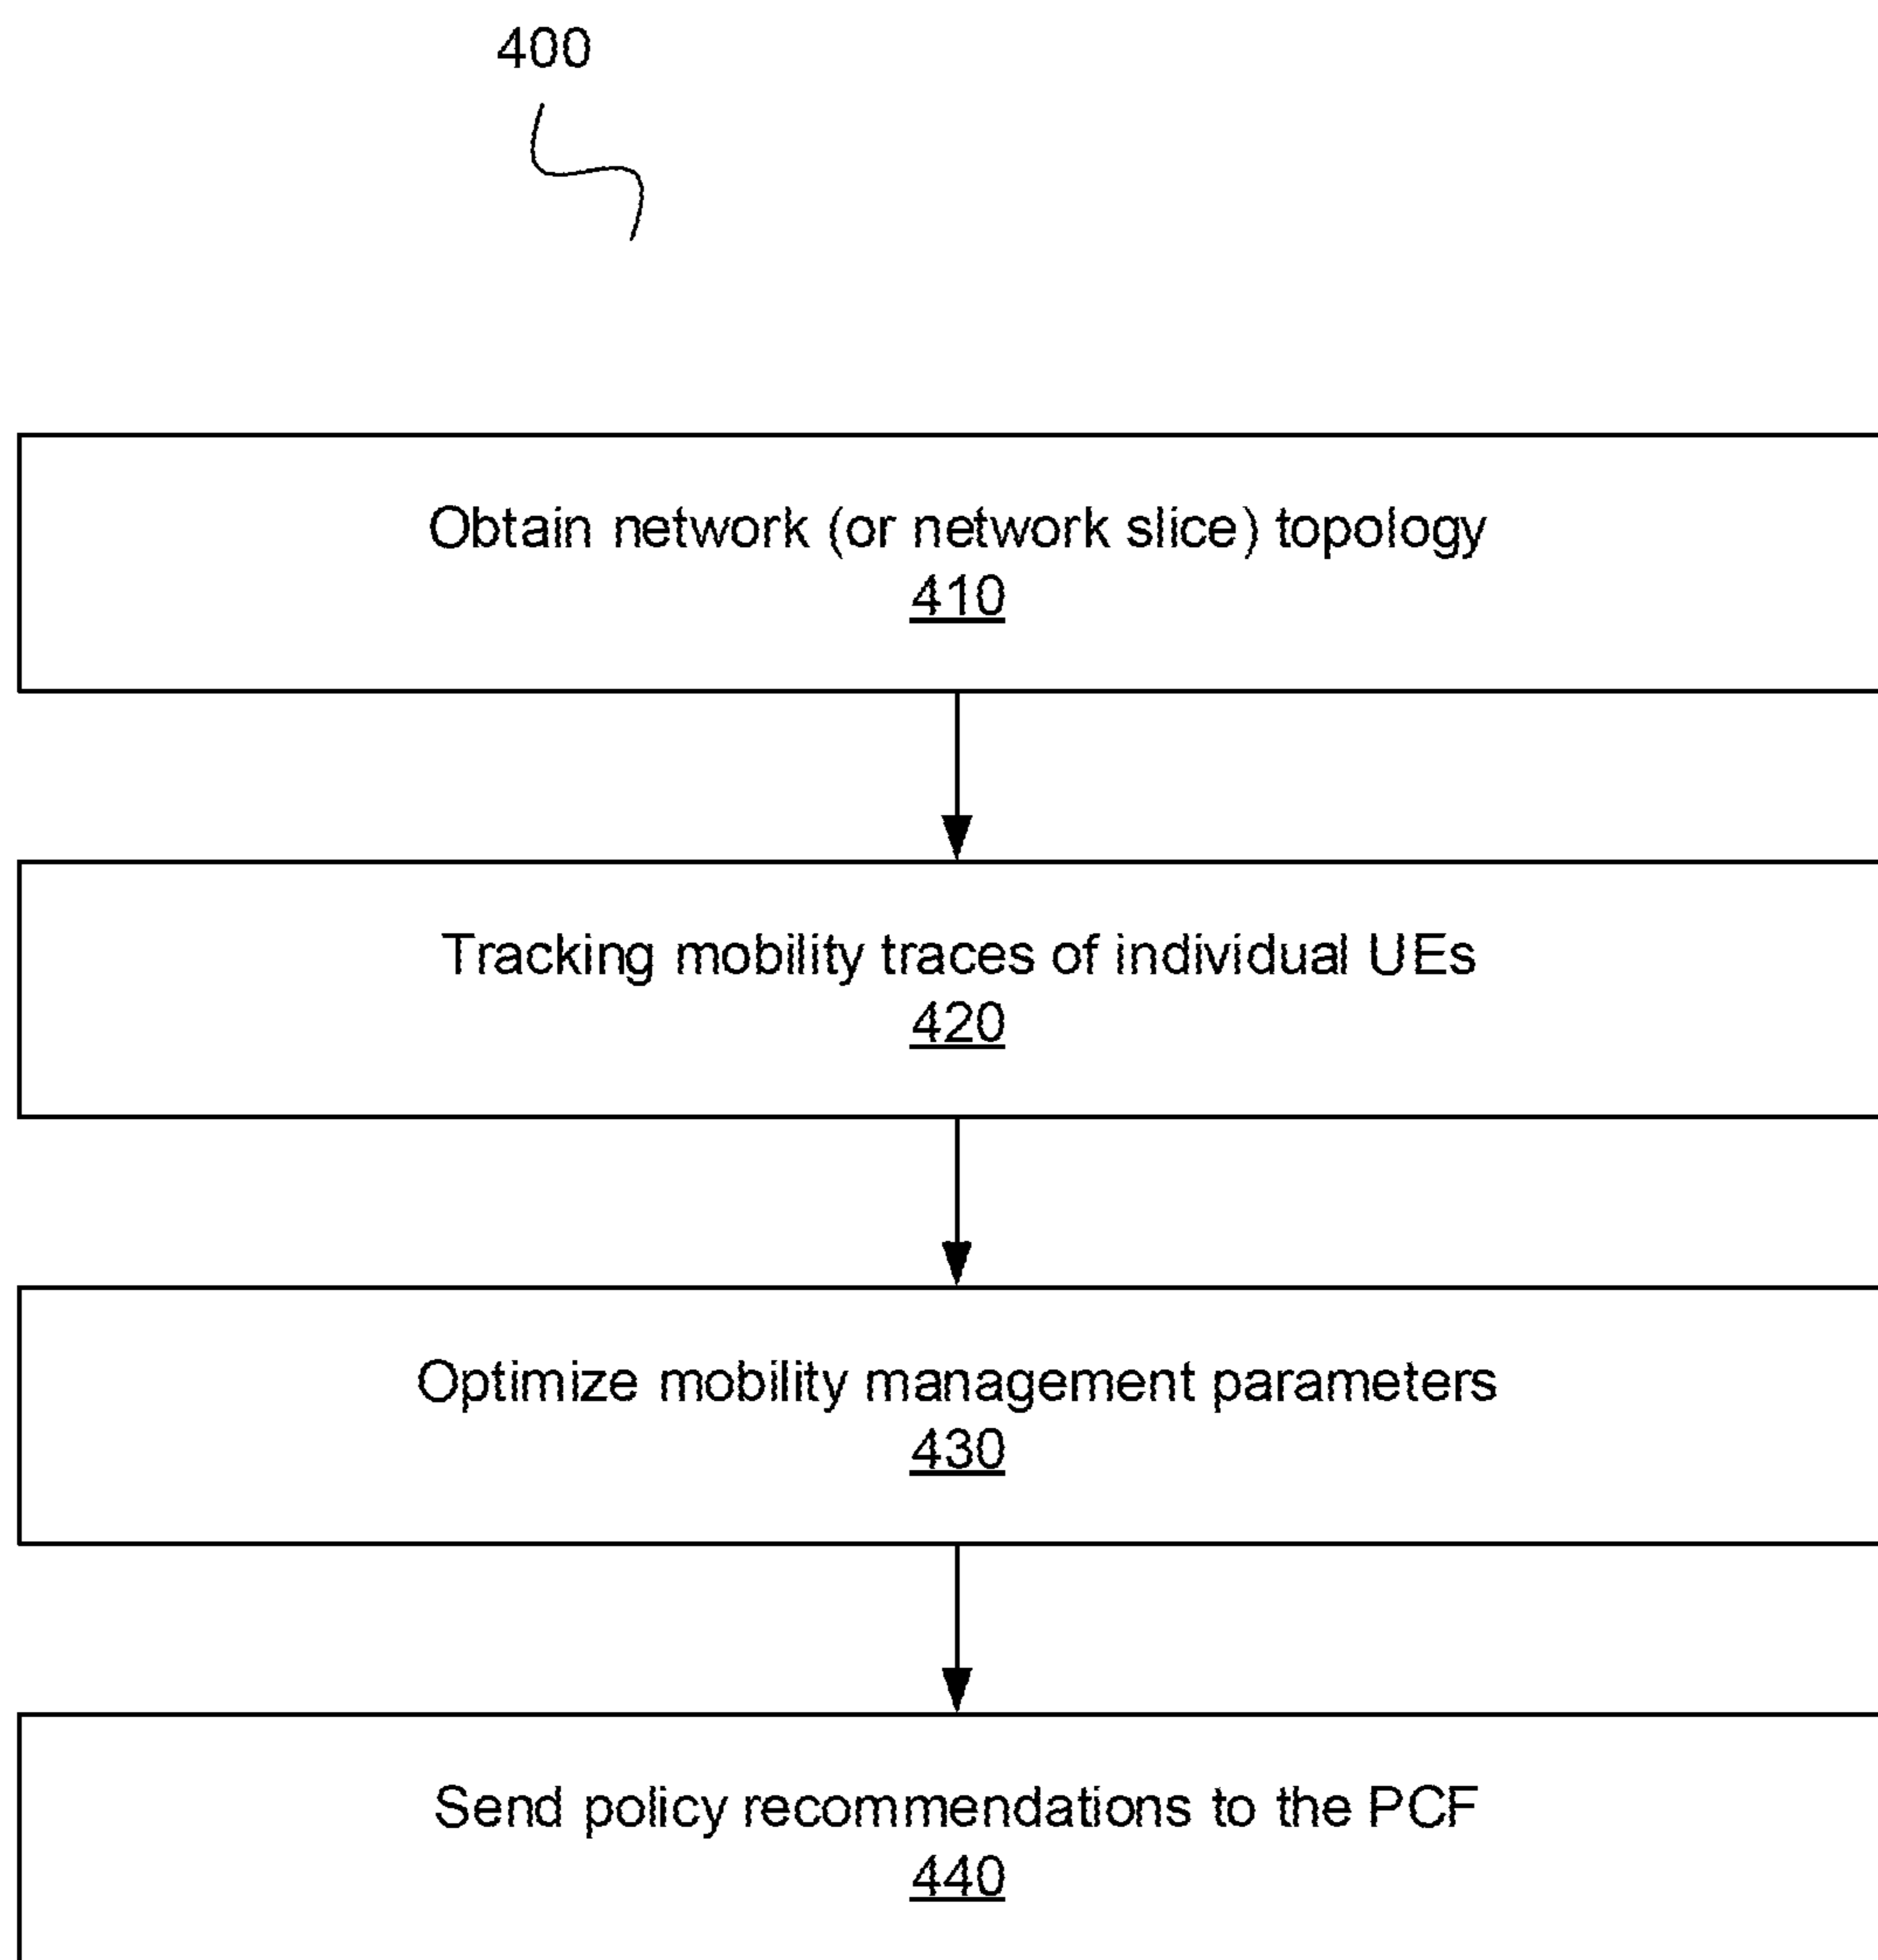 400
Obtain network (or network slice) topology
410
Tracking mobility traces of individual UEs
420
Optimize mobility management parameters
430
Send policy recommendations to the PCF
440